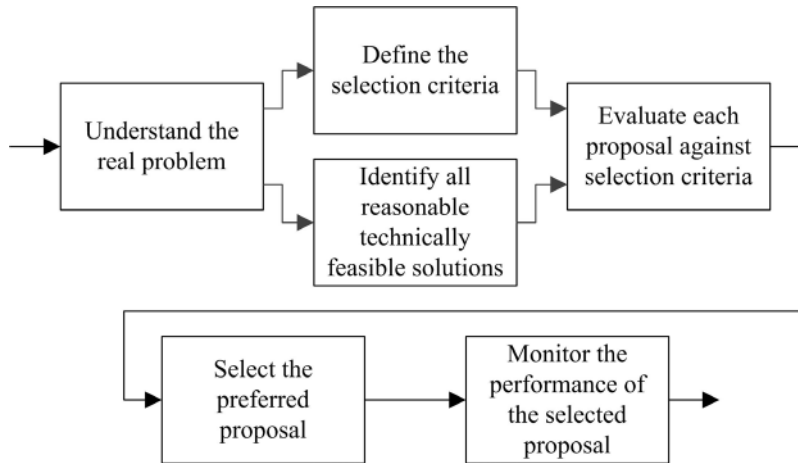 Understand the
real problem
Define the
selection criteria
Identify all
reasonable
technically
feasible solutions
Evaluate each
proposal against
selection criteria
Select the
preferred
proposal
Monitor the
performance of
the selected
proposal